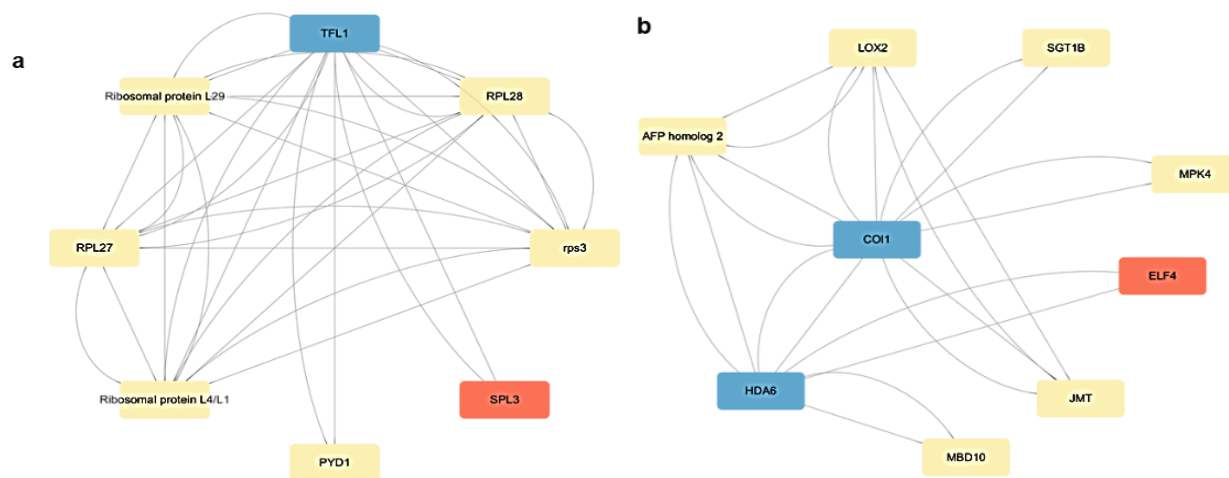 a
TFL1
Ribosomal protein L29
RPL28
RPL27
rps3
Ribosomal protein L4/L1
SPL3
PYD1
b
LOX2
SGT1B
AFP homolog 2
MPK4
COI1
ELF4
HDA6
JMT
MBD10